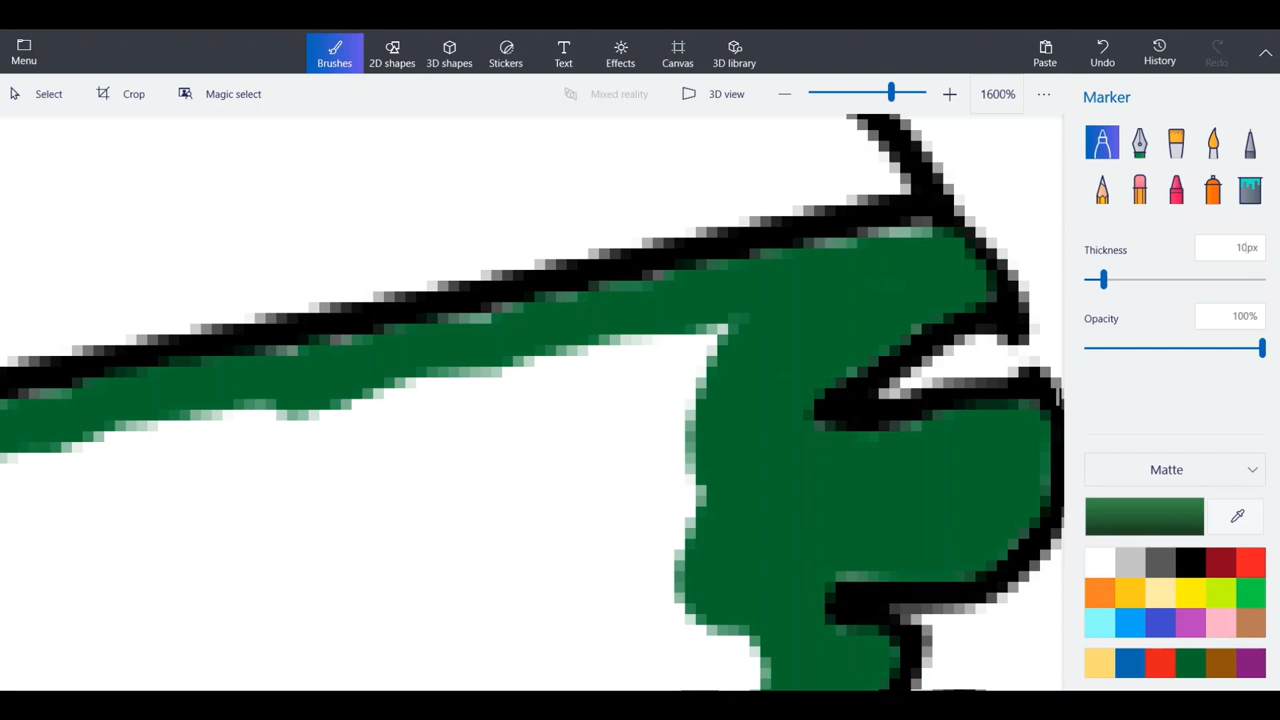 Menu
Brushes
2D shapes
3D shapes
Stickers
Text
Effects
Canvas
3D library
Paste
Undo
History
Redo
Select
Crop
Magic select
Mixed reality
3D view
1600%
Marker
Thickness
10px
Opacity
100%
Matte